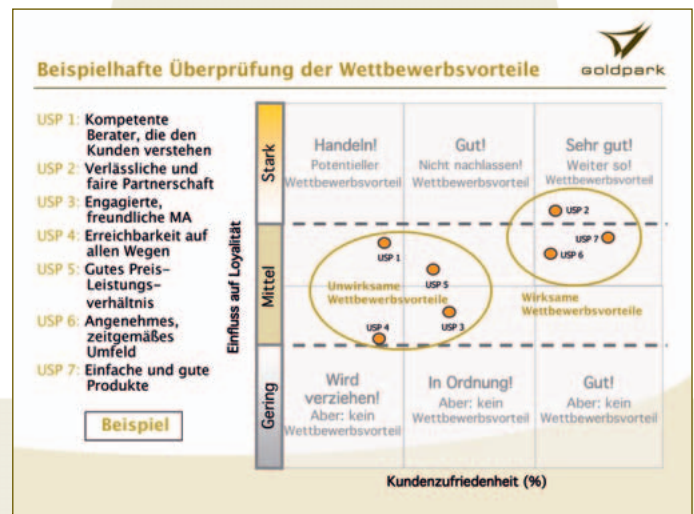 goldpark
Beispielhafte Überprüfung der Wettbewerbsvorteile
USP 1: Kompetente
Berater, die den
Kunden verstehen
USP 2: Verlässliche und
faire Partnerschaft
USP 3: Engagierte,
freundliche MA
USP 4: Erreichbarkeit auf
allen Wegen
USP 5: Gutes Preis-
Leistungs-
verhältnis
USP 6: Angenehmes,
zeitgemäßes
Umfeld
USP 7: Einfache und gute
Produkte
Beispiel
Einfluss auf Loyalität
Stark
Mittel
Gering
Handeln!
Potentieller
Wettbewerbsvorteil
Gut!
Nicht nachlassen!
Wettbewerbsvorteil
Sehr gut!
Weiter so!
Wettbewerbsvorteil
USP 2
USP 7
USP 6
USP 1
USP 5
Unwirksame
Wettbewerbsvorteile
Wirksame
Wettbewerbsvorteile
USP 4
USP 3
Wird
verziehen!
Aber: kein
Wettbewerbsvorteil
In Ordnung!
Aber: kein
Wettbewerbsvorteil
Gut!
Aber: kein
Wettbewerbsvorteil
Kundenzufriedenheit (%)